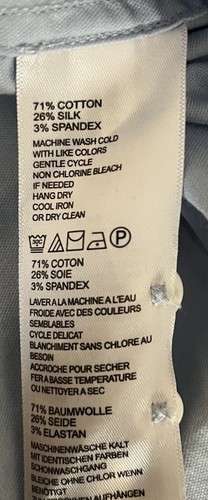 71% COTTON
26% SILK
3% SPANDEX
MACHINE WASH COLD
WITH LIKE COLORS
GENTLE CYCLE
NON CHLORINE BLEACH
IF NEEDED
HANG DRY
COOL IRON
OR DRY CLEAN
P
71% COTON
26% SOIE
3% SPANDEX
LAVER A LA MACHINE A L'EAU
FROIDE AVEC DES COULEURS
SEMBLABLES
CYCLE DELICAT
BLANCHIMENT SANS CHLORE AU
BESOIN
ACCROCHE POUR SECHER
FER A BASSE TEMPERATURE
OU NETTOYER A SEC
71% BAUMWOLLE
26% SEIDE
3% ELASTAN
MASCHINENWÄSCHE KALT
MIT IDENTISCHEN FARBEN
SCHONWASCHGANG
BLEICHE OHNE CHLOR WENN
BENÖTIGT
AUFHÄNGEN